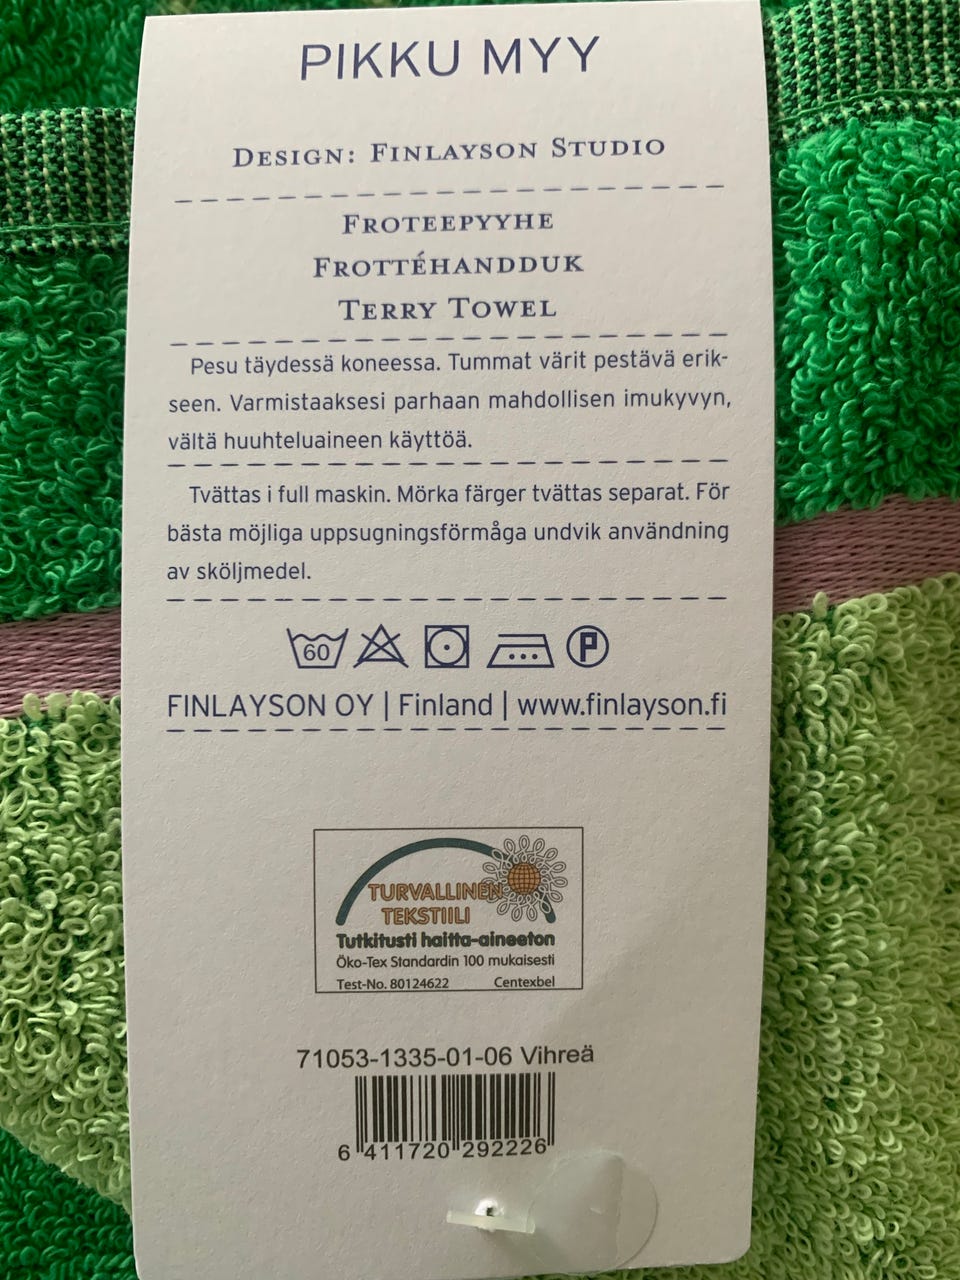 PIKKU MYY
DESIGN: FINLAYSON STUDIO
FROTEEPYYHE
FROTTÉHANDDUK
TERRY TOWEL
Pesu täydessä koneessa. Tummat värit pestävä erik-
seen. Varmistaaksesi parhaan mahdollisen imukyvyn,
vältä huuhteluaineen käyttöä.
Tvättas i full maskin. Mörka färger tvättas separat. För
bästa möjliga uppsugningsförmåga undvik användning
av sköljmedel.
60 P
FINLAYSON OY | Finland | www.finlayson.fi
TURVALLINEN
TEKSTIILI
Tutkitusti haitta-aineeton
Öko-Tex Standardin 100 mukaisesti
Test-No. 80124622 Centexbel
71053-1335-01-06 Vihreä
6 411720 292226